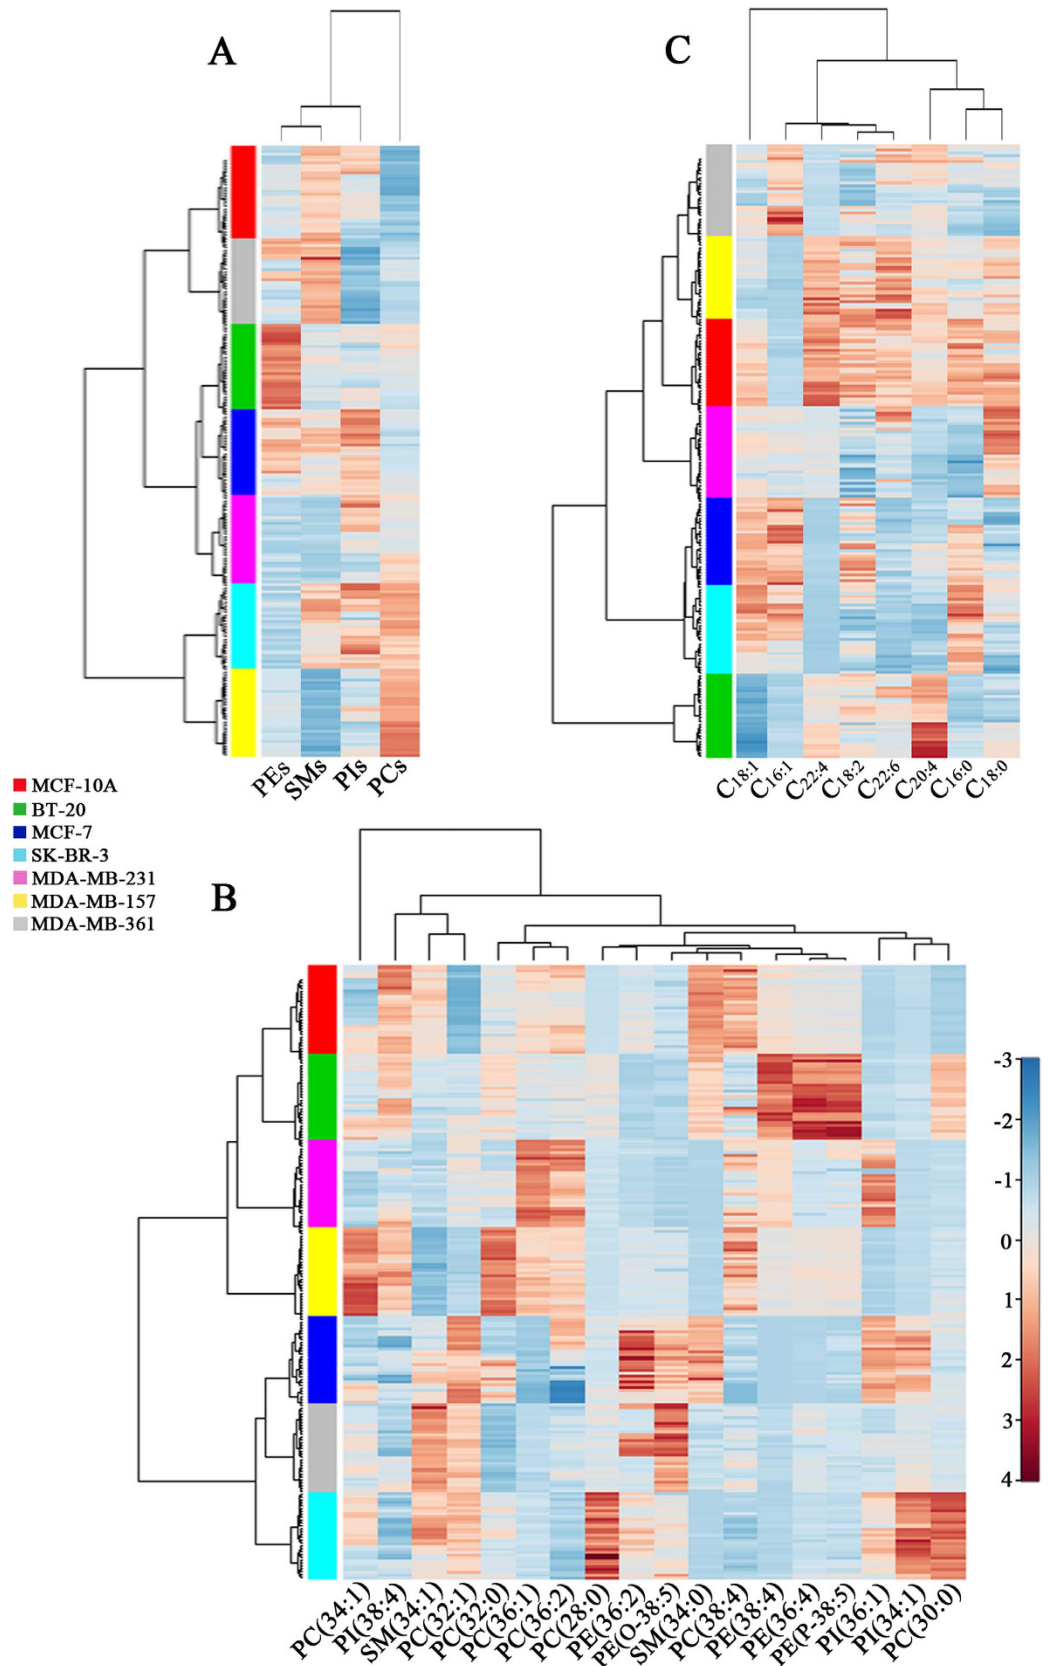 A
C
PEs
SMs
PIs
PCs
C18:1
C16:1
C22:4
C18:2
C22:6
C20:4
C16:0
C18:0
MCF-10A
BT-20
MCF-7
SK-BR-3
MDA-MB-231
MDA-MB-157
MDA-MB-361
B
-3
-2
-1
0
1
2
3
4
PC(34:1)
PI(38:4)
SM(34:1)
PC(32:1)
PC(32:0)
PC(36:1)
PC(36:2)
PC(28:0)
PE(36:2)
PE(O-38:5)
SM(34:0)
PC(38:4)
PE(38:4)
PE(36:4)
PE(P-38:5)
PI(36:1)
PI(34:1)
PC(30:0)